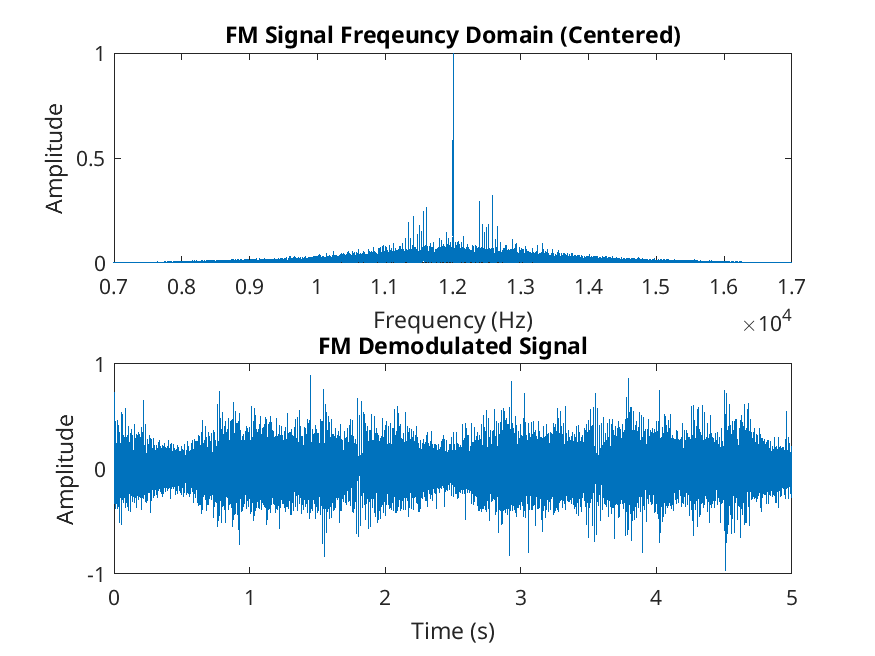 FM Signal Freqeuncy Domain (Centered)
1
0.5
0
Amplitude
0.7 0.8 0.9 1 1.1 1.2 1.3 1.4 1.5 1.6 1.7
×10⁴
Frequency (Hz)
FM Demodulated Signal
1
0
-1
Amplitude
0 1 2 3 4 5
Time (s)